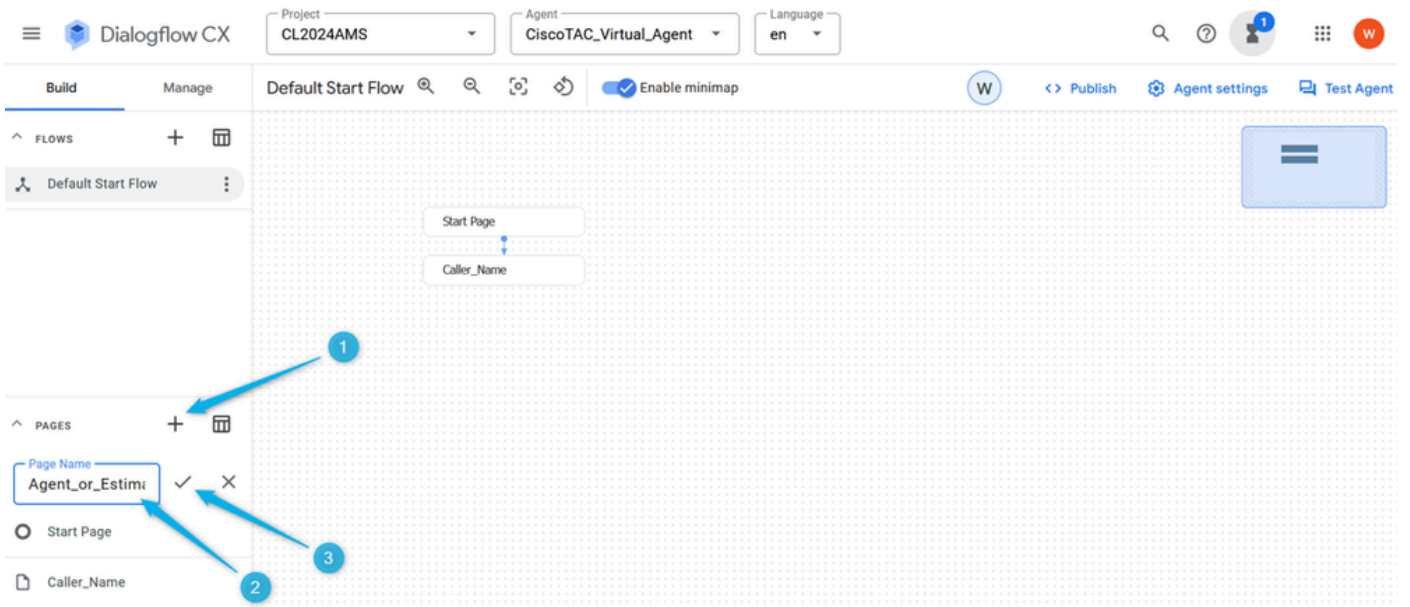 Project
Agent
Language
Dialogflow CX
CL2024AMS
CiscoTAC_Virtual_Agent
en
1
W
Build
Manage
Default Start Flow
Enable minimap
W
<> Publish
Agent settings
Test Agent
FLOWS
Default Start Flow
Start Page
Caller_Name
1
PAGES
Page Name
Agent_or_Estima
Start Page
3
Caller_Name
2